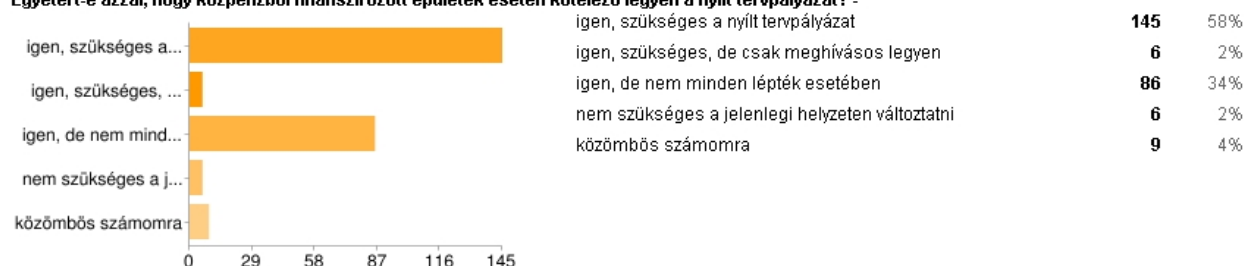 Egyetért-e azzal, hogy közpénzből finanszírozott épületek esetén kötelező legyen a nyílt tervpályázat? -
igen, szükséges a...
igen, szükséges, ...
igen, de nem mind...
nem szükséges a j...
közömbös számomra
0 29 58 87 116 145
igen, szükséges a nyílt tervpályázat 145 58%
igen, szükséges, de csak meghívásos legyen 6 2%
igen, de nem minden lépték esetében 86 34%
nem szükséges a jelenlegi helyzeten változtatni 6 2%
közömbös számomra 9 4%